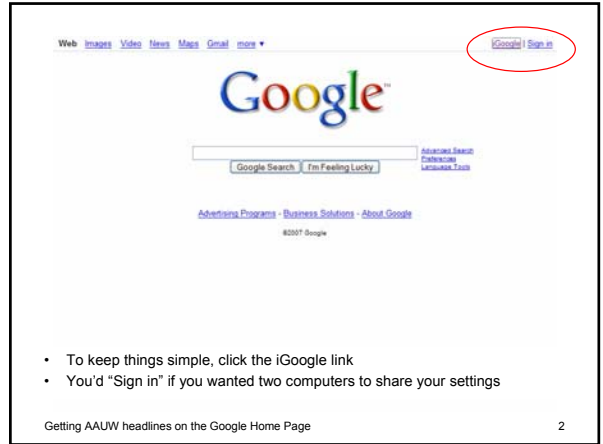 Web Images Video News Maps Gmail more ▼ iGoogle | Sign in
Google™
Advanced Search
Preferences
Language Tools
Google Search I'm Feeling Lucky
Advertising Programs - Business Solutions - About Google
©2007 Google
• To keep things simple, click the iGoogle link
• You'd “Sign in” if you wanted two computers to share your settings
Getting AAUW headlines on the Google Home Page 2